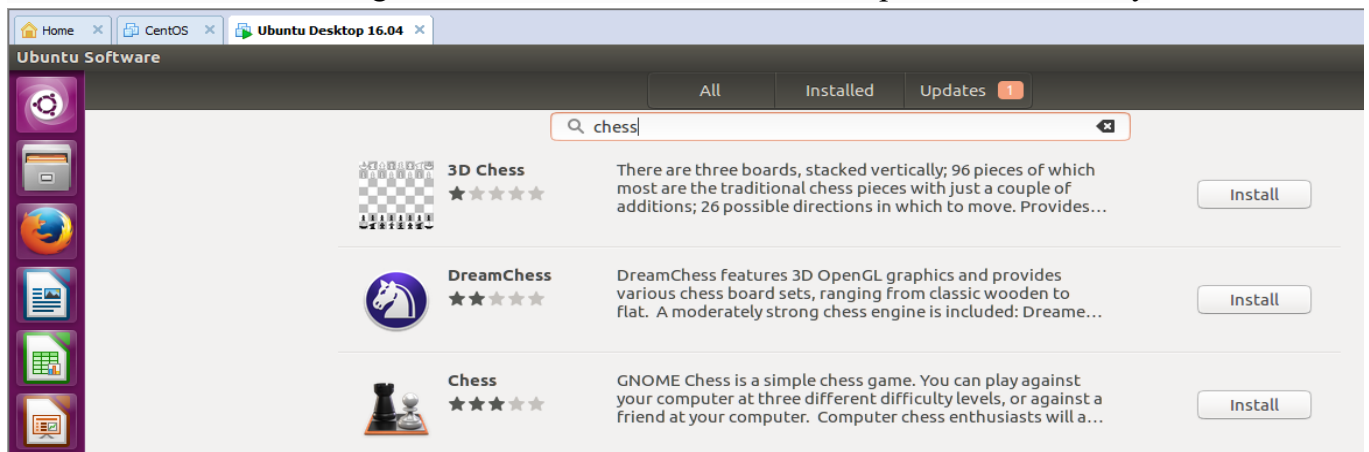 Home CentOS Ubuntu Desktop 16.04
Ubuntu Software
All Installed Updates 1
chess
3D Chess
There are three boards, stacked vertically; 96 pieces of which
most are the traditional chess pieces with just a couple of
additions; 26 possible directions in which to move. Provides...
Install
DreamChess
DreamChess features 3D OpenGL graphics and provides
various chess board sets, ranging from classic wooden to
flat. A moderately strong chess engine is included: Dreame...
Install
Chess
GNOME Chess is a simple chess game. You can play against
your computer at three different difficulty levels, or against a
friend at your computer. Computer chess enthusiasts will a...
Install